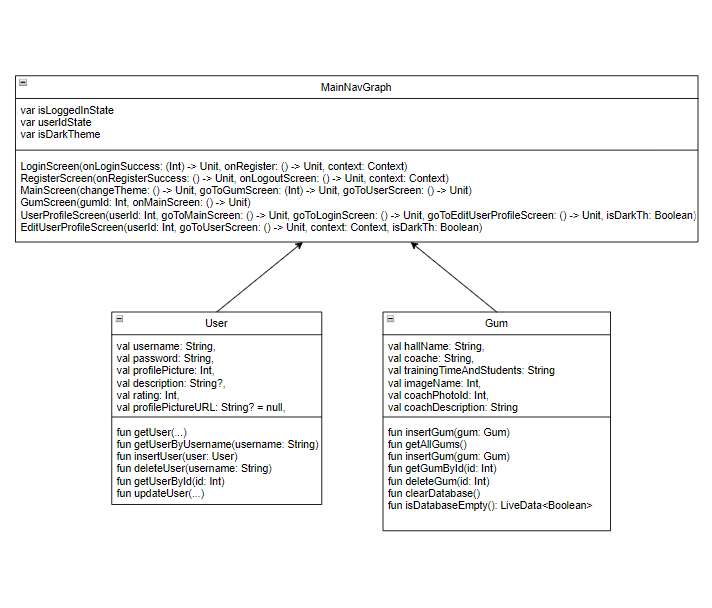 MainNavGraph
var isLoggedInState
var userIdState
var isDarkTheme
LoginScreen(onLoginSuccess: (Int) -> Unit, onRegister: () -> Unit, context: Context)
RegisterScreen(onRegisterSuccess: () -> Unit, onLogoutScreen: () -> Unit, context: Context)
MainScreen(changeTheme: () -> Unit, goToGumScreen: (Int) -> Unit, goToUserScreen: () -> Unit)
GumScreen(gumId: Int, onMainScreen: () -> Unit)
UserProfileScreen(userId: Int, goToMainScreen: () -> Unit, goToLoginScreen: () -> Unit, goToEditUserProfileScreen: () -> Unit, isDarkTh: Boolean)
EditUserProfileScreen(userId: Int, goToUserScreen: () -> Unit, context: Context, isDarkTh: Boolean)
User
val username: String,
val password: String,
val profilePicture: Int,
val description: String?,
val rating: Int,
val profilePictureURL: String? = null,
fun getUser(...)
fun getUserByUsername(username: String)
fun insertUser(user: User)
fun deleteUser(username: String)
fun getUserById(id: Int)
fun updateUser(...)
Gum
val hallName: String,
val coache: String,
val trainingTimeAndStudents: String
val imageName: Int,
val coachPhotoId: Int,
val coachDescription: String
fun insertGum(gum: Gum)
fun getAllGums()
fun insertGum(gum: Gum)
fun getGumById(id: Int)
fun deleteGum(id: Int)
fun clearDatabase()
fun isDatabaseEmpty(): LiveData<Boolean>